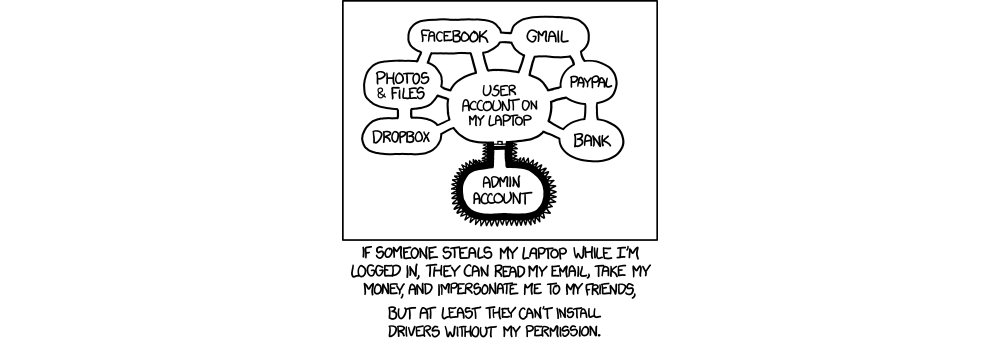 FACEBOOK
GMAIL
PHOTOS
& FILES
PAYPAL
USER
ACCOUNT ON
MY LAPTOP
DROPBOX
BANK
ADMIN
ACCOUNT
IF SOMEONE STEALS MY LAPTOP WHILE I'M
LOGGED IN, THEY CAN READ MY EMAIL, TAKE MY
MONEY, AND IMPERSONATE ME TO MY FRIENDS,
BUT AT LEAST THEY CAN'T INSTALL
DRIVERS WITHOUT MY PERMISSION.